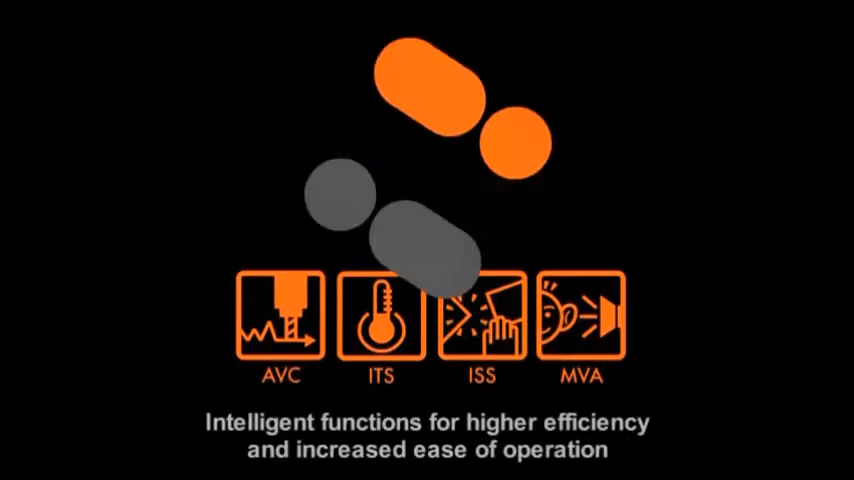 AVC ITS ISS MVA
Intelligent functions for higher efficiency
and increased ease of operation